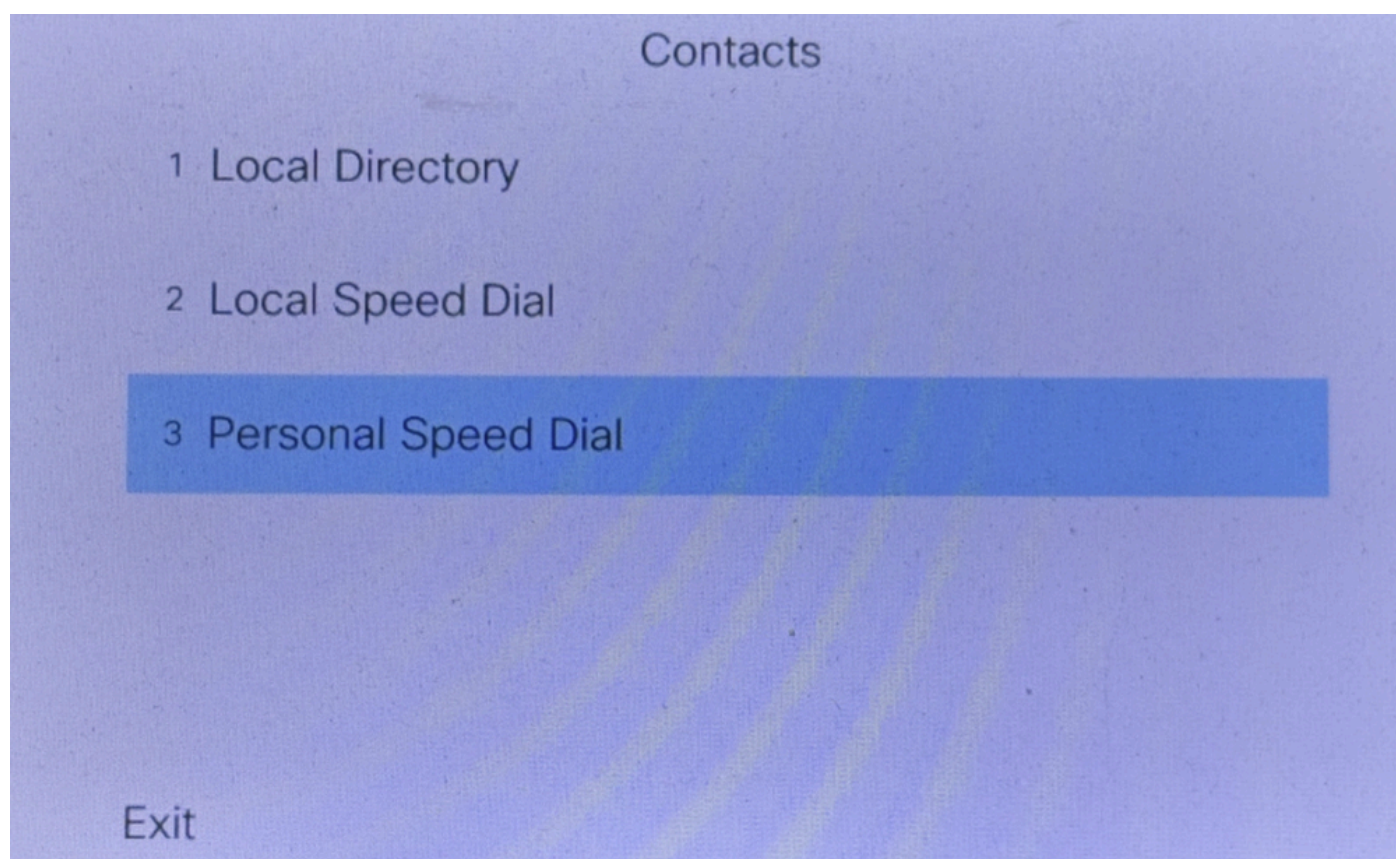 Contacts
1 Local Directory
2 Local Speed Dial
3 Personal Speed Dial
Exit